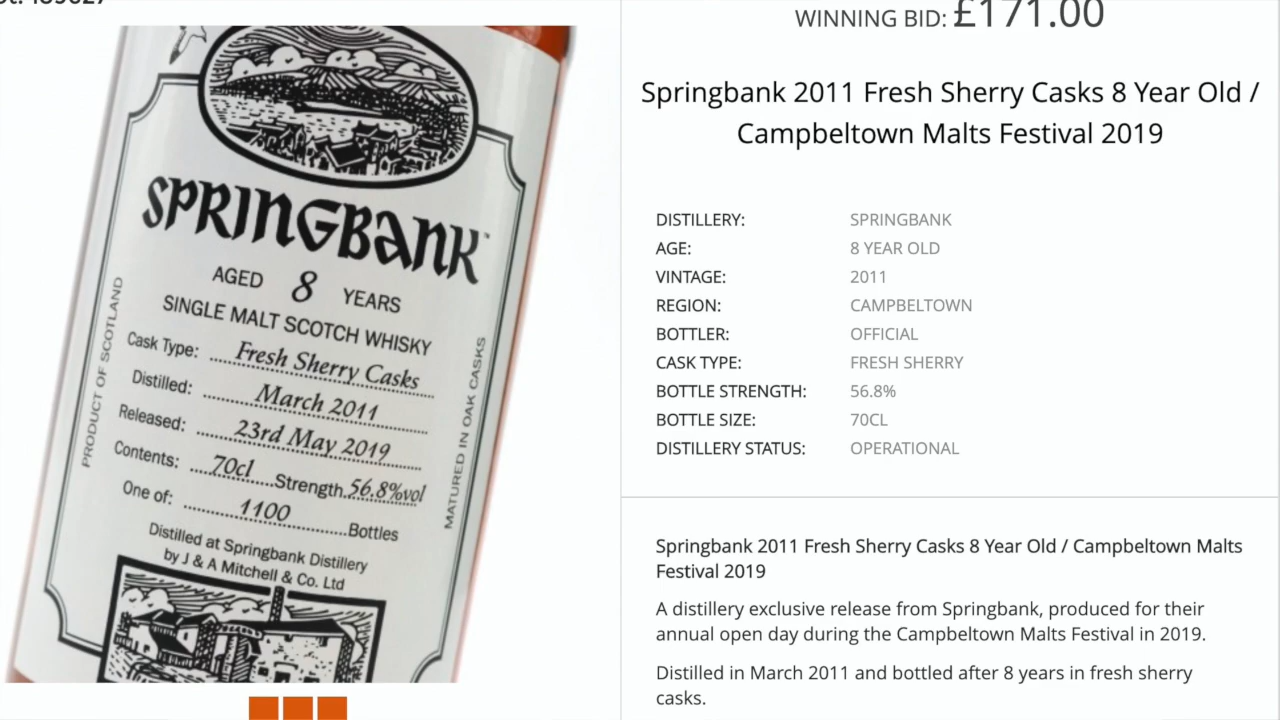 WINNING BID: £171.00
SPRINGBANK™
AGED 8 YEARS
SINGLE MALT SCOTCH WHISKY
Cask Type: Fresh Sherry Casks
Distilled: March 2011
Released: 23rd May 2019
Contents: 70cl Strength 56.8%vol
One of: 1100 Bottles
Distilled at Springbank Distillery
by J & A Mitchell & Co. Ltd
PRODUCT OF SCOTLAND
MATURED IN OAK CASKS
Springbank 2011 Fresh Sherry Casks 8 Year Old /
Campbeltown Malts Festival 2019
DISTILLERY: SPRINGBANK
AGE: 8 YEAR OLD
VINTAGE: 2011
REGION: CAMPBELTOWN
BOTTLER: OFFICIAL
CASK TYPE: FRESH SHERRY
BOTTLE STRENGTH: 56.8%
BOTTLE SIZE: 70CL
DISTILLERY STATUS: OPERATIONAL
Springbank 2011 Fresh Sherry Casks 8 Year Old / Campbeltown Malts
Festival 2019
A distillery exclusive release from Springbank, produced for their
annual open day during the Campbeltown Malts Festival in 2019.
Distilled in March 2011 and bottled after 8 years in fresh sherry
casks.